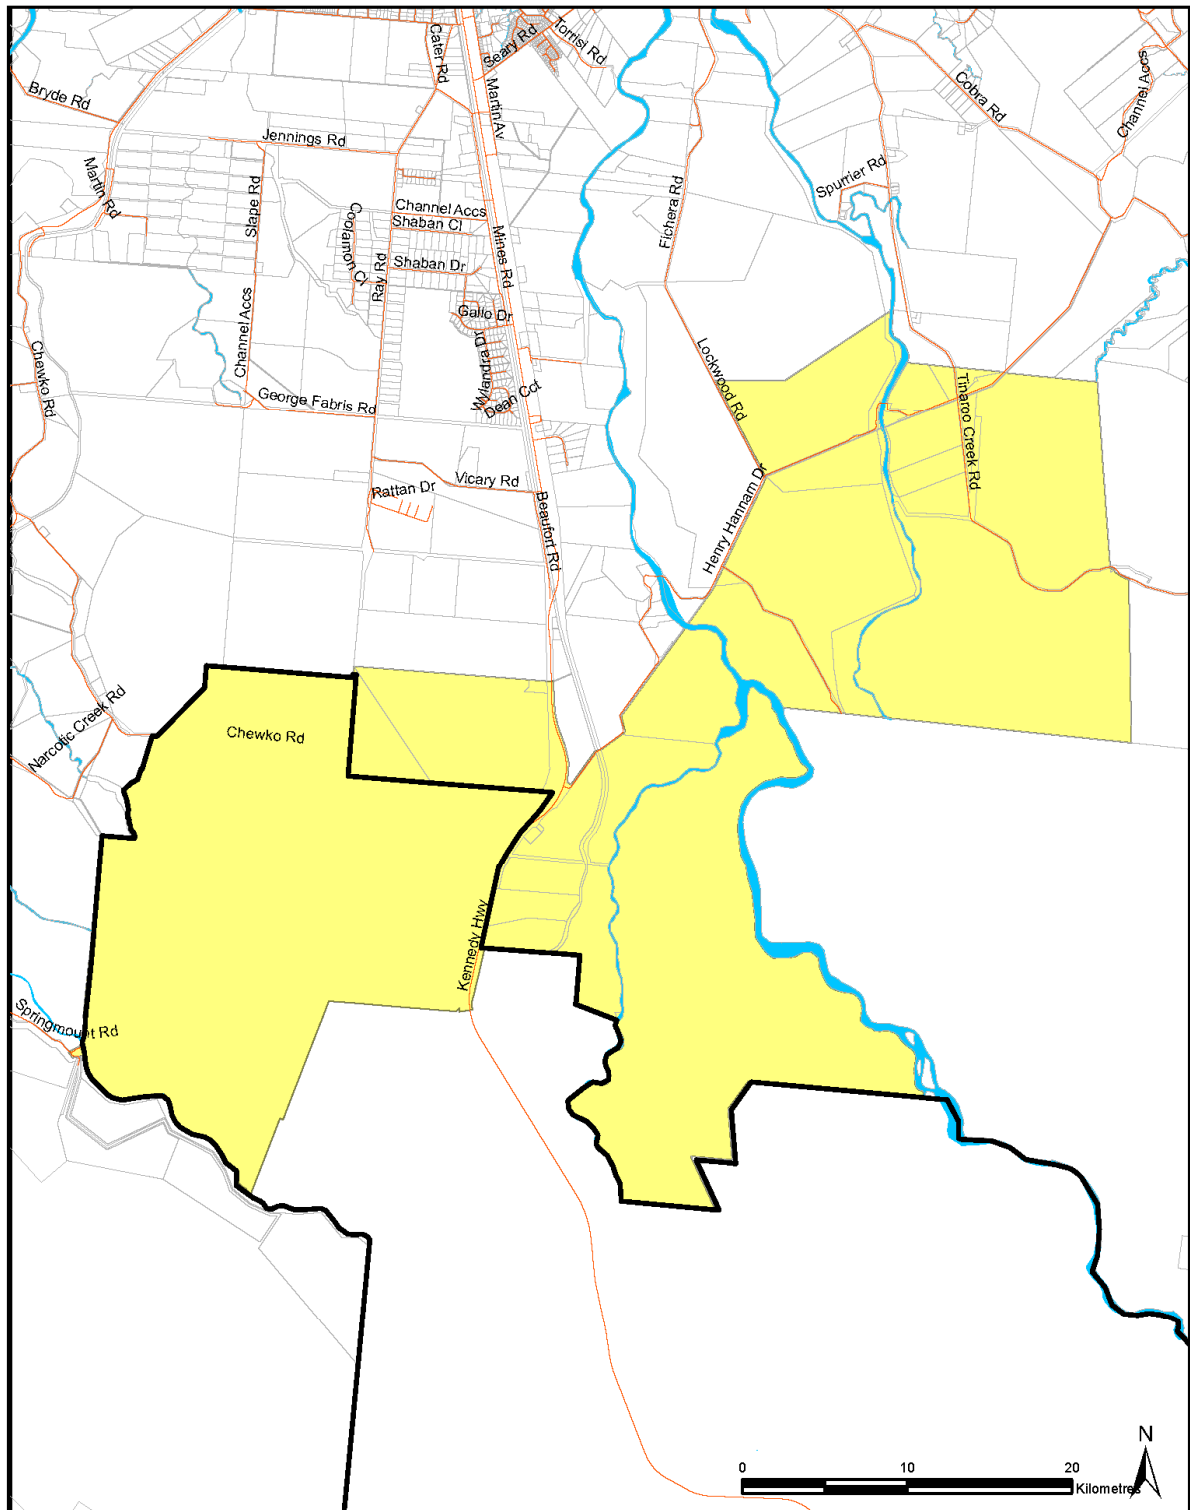 Cater Rd
Seary Rd
Torrisi Rd
Bryde Rd
Martin Av
Cobra Rd
Channel Accs
Jennings Rd
Martin Rd
Slape Rd
Spurrier Rd
Fichera Rd
Channel Accs
Shaban Cl
Coolamon Cl
Mines Rd
Ray Rd
Shaban Dr
Channel Accs
Gallo Dr
Wylandra Dr
Chewko Rd
Lockwood Rd
Dean Cct
George Fabris Rd
Tinaroo Creek Rd
Vicary Rd
Rattan Dr
Beaufort Rd
Henry Hannam Dr
Narcotic Creek Rd
Chewko Rd
Kennedy Hwy
Springmount Rd
N
0 10 20
Kilometres